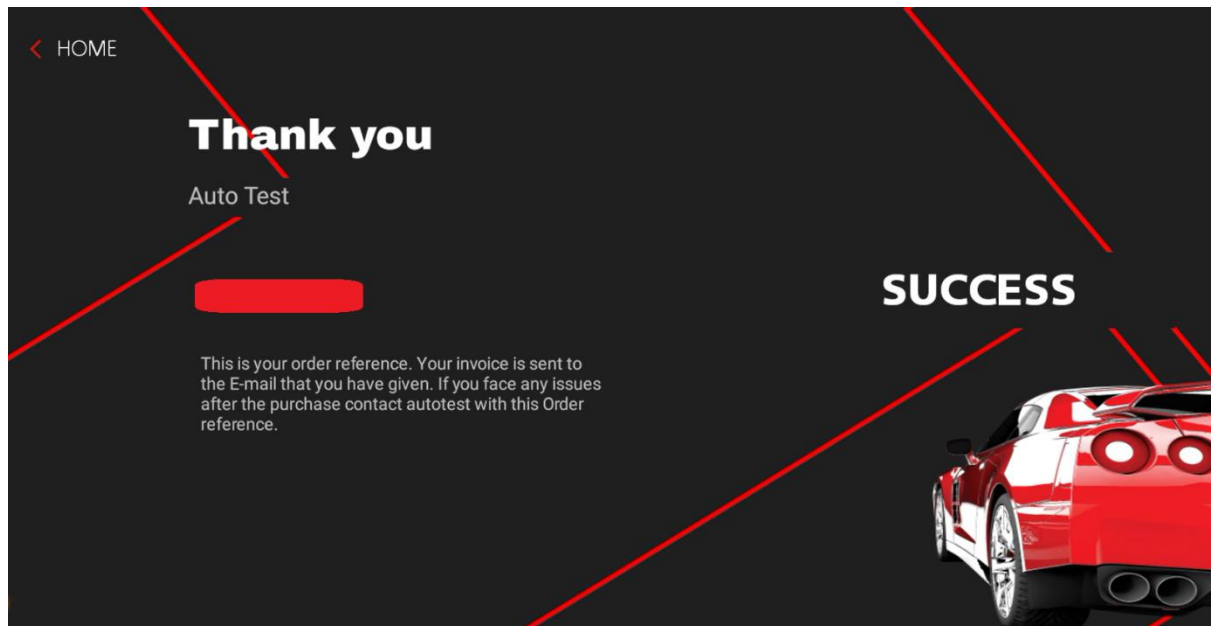 HOME
Thank you
Auto Test
SUCCESS
This is your order reference. Your invoice is sent to
the E-mail that you have given. If you face any issues
after the purchase contact autotest with this Order
reference.